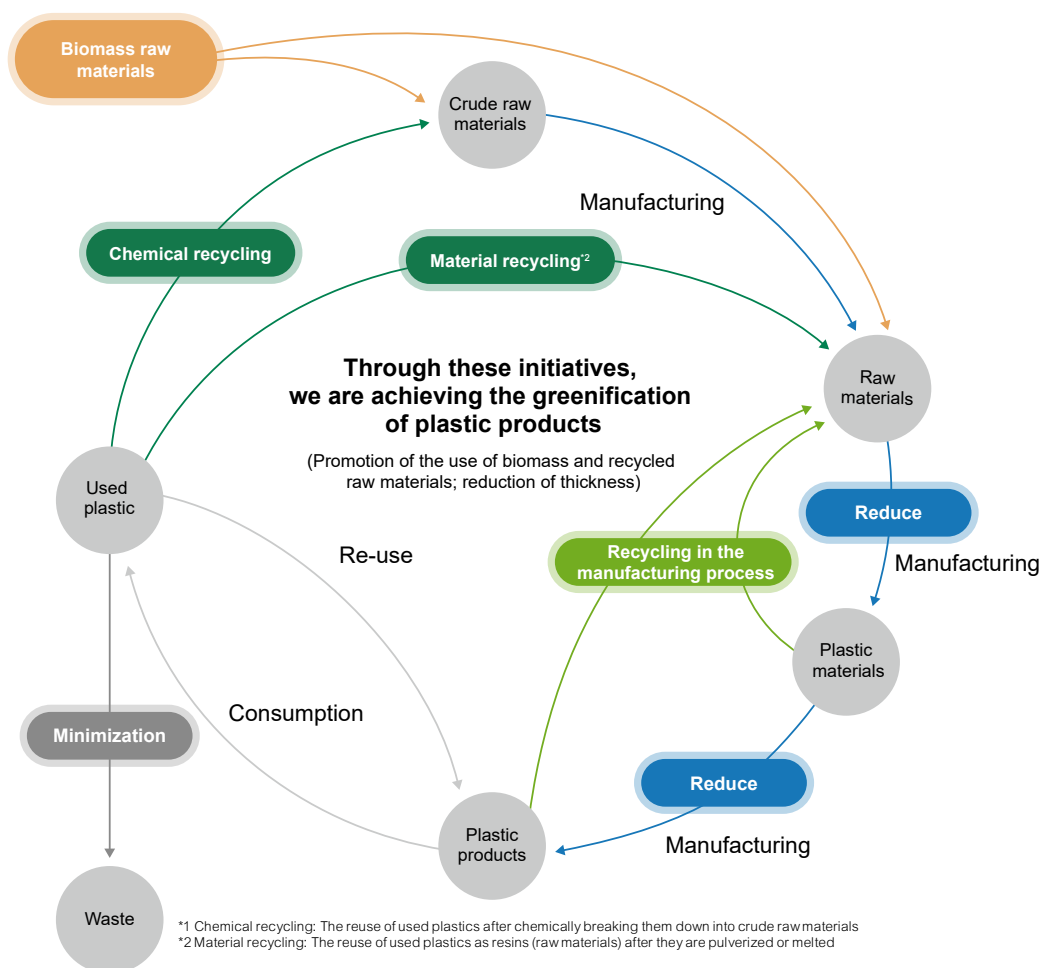 Biomass raw
materials
Crude raw
materials
Manufacturing
Chemical recycling
Material recycling*2
Through these initiatives,
we are achieving the greenification
of plastic products
(Promotion of the use of biomass and recycled
raw materials; reduction of thickness)
Raw
materials
Used
plastic
Reduce
Re-use
Recycling in the
manufacturing process
Manufacturing
Plastic
materials
Consumption
Minimization
Reduce
Plastic
products
Manufacturing
Waste
*1 Chemical recycling: The reuse of used plastics after chemically breaking them down into crude raw materials
*2 Material recycling: The reuse of used plastics as resins (raw materials) after they are pulverized or melted